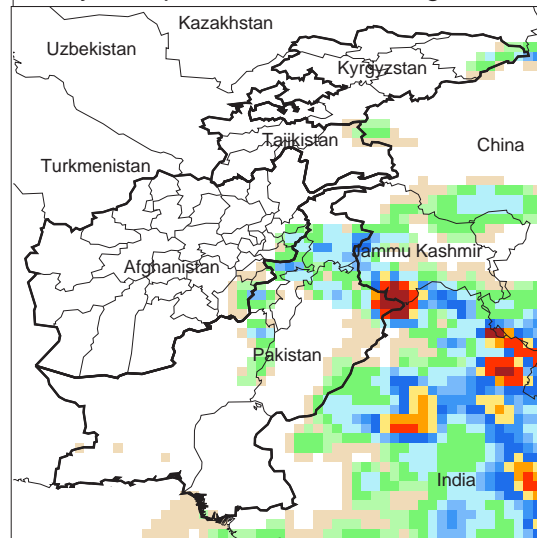 Kazakhstan
Uzbekistan
Kyrgyzstan
Tajikistan
China
Turkmenistan
Jammu Kashmir
Afghanistan
Pakistan
India